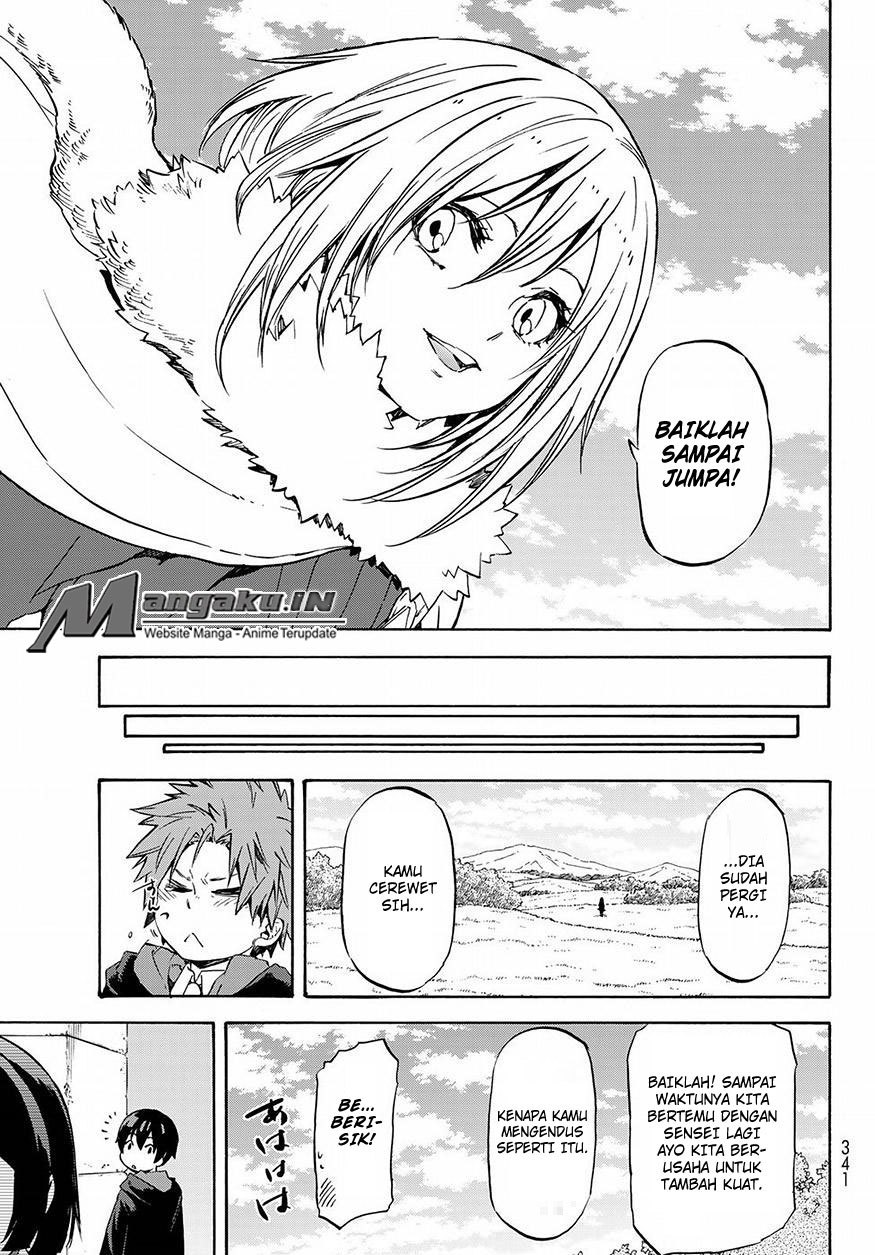 BAIKLAH
SAMPAI
JUMPA!
Mangaku.IN
Website Manga - Anime Terupdate
...DIA
SUDAH
PERGI
YA...
KAMU
CEREWET
SIH...
BAIKLAH! SAMPAI
WAKTUNYA KITA
BERTEMU DENGAN
SENSEI LAGI
AYO KITA BER-
USAHA UNTUK
TAMBAH KUAT.
KENAPA KAMU
MENGENDUS
SEPERTI ITU.
BE...
BERI-
SIK!
あははは
341